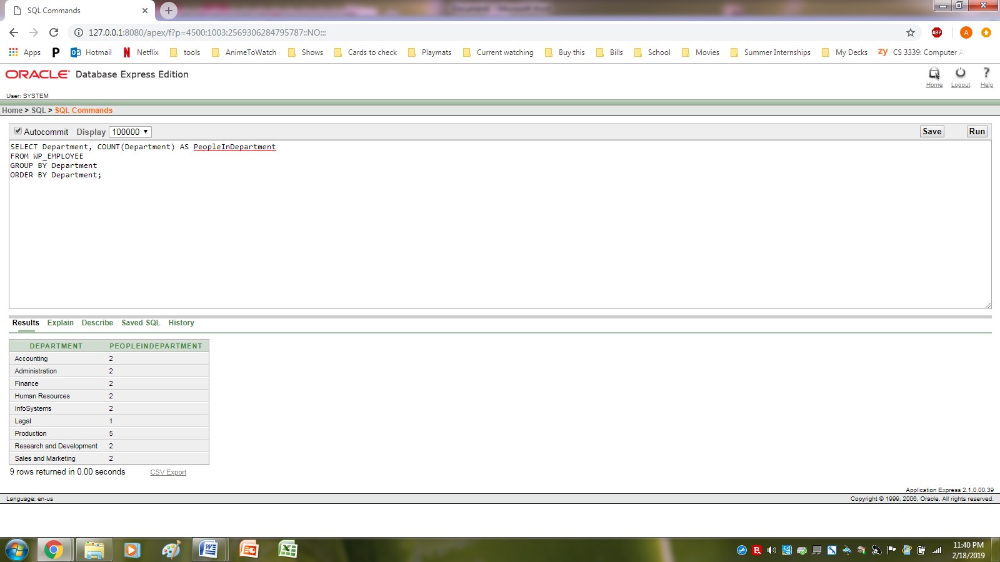 SQL Commands
127.0.0.1:8080/apex/f?p=4500:1003:2569306284795787::NO:::
ABP
A
Apps
Hotmail
Netflix
tools
AnimeToWatch
Shows
Cards to check
Playmats
Current watching
Buy this
Bills
School
Movies
Summer Internships
My Decks
zy CS 3339: Computer A
ORACLE Database Express Edition
Home
Logout
Help
User: SYSTEM
Home > SQL > SQL Commands
Autocommit Display 100000
Save
Run
SELECT Department, COUNT(Department) AS PeopleInDepartment
FROM WP_EMPLOYEE
GROUP BY Department
ORDER BY Department;
Results Explain Describe Saved SQL History
DEPARTMENT PEOPLEINDEPARTMENT
Accounting 2
Administration 2
Finance 2
Human Resources 2
InfoSystems 2
Legal 1
Production 5
Research and Development 2
Sales and Marketing 2
9 rows returned in 0.00 seconds CSV Export
Application Express 2.1.0.00.39
Language: en-us Copyright © 1999, 2006, Oracle. All rights reserved.
11:40 PM
2/18/2019